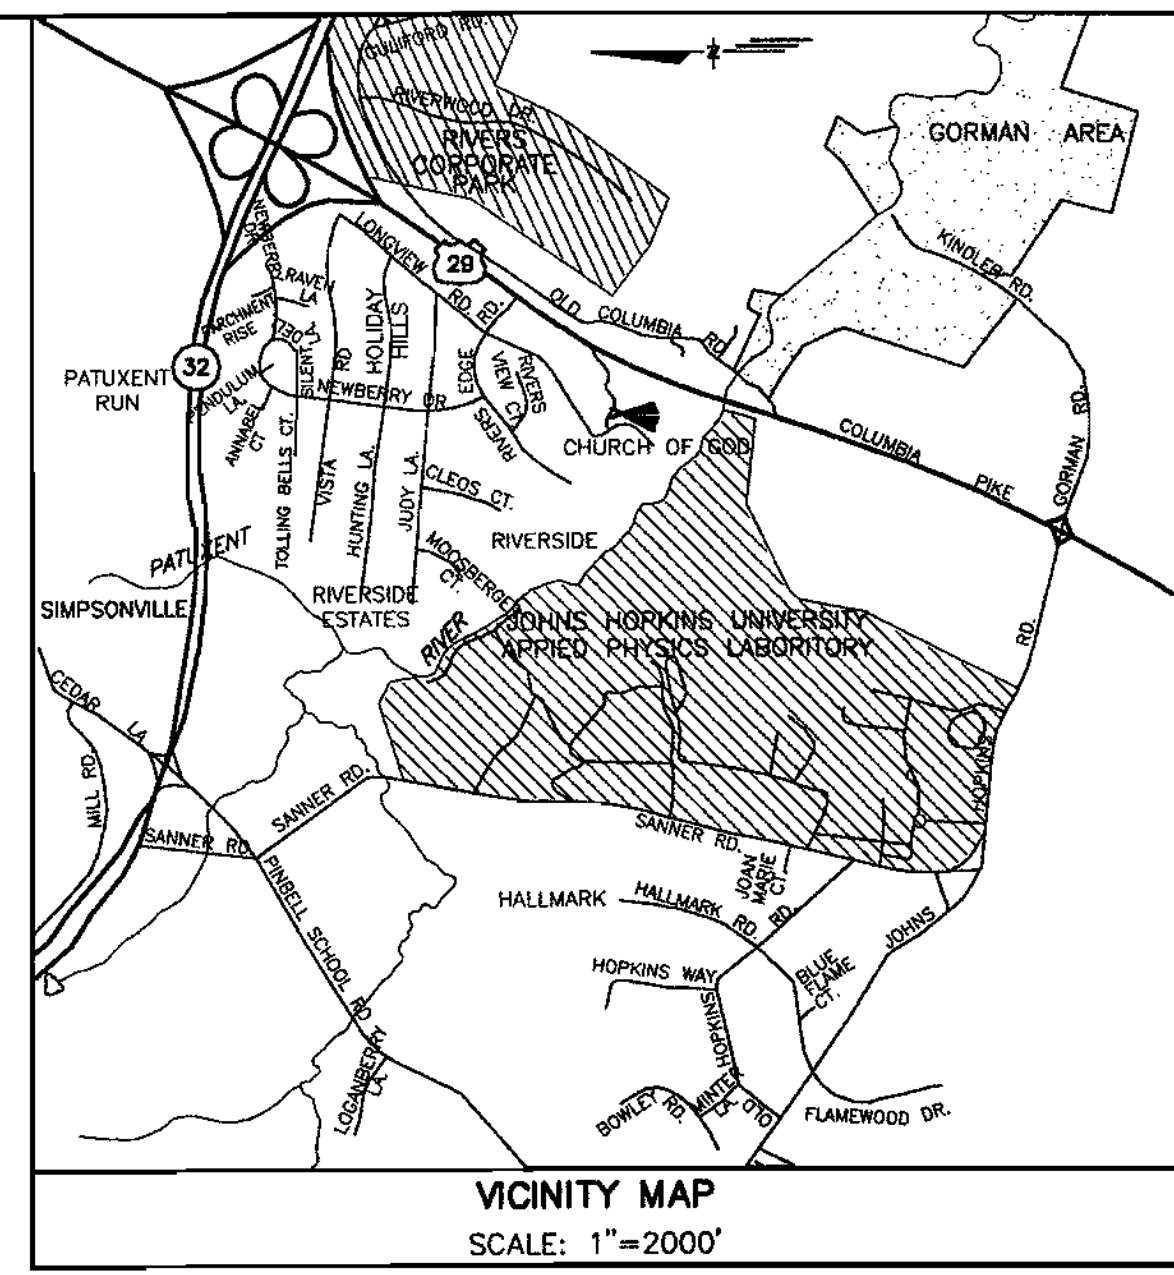 GUILFORD RD.
RIVERWOOD DR.
RIVERS
CORPORATE
PARK
GORMAN AREA
N
NEWBERRY
DR.
LONGVIEW
RD.
29
KINDLER RD.
RAVEN
LA
PARCHMENT
RISE
ADEL
LA
HOLIDAY
HILLS
RD.
OLD COLUMBIA RD.
32
PATUXENT
RUN
PENDULUM
LA.
SILENT
RD
NEWBERRY DR
EDGE
RIVERS
VIEW CT.
RIVERS
ANNABEL
CT
CHURCH OF GOD
COLUMBIA PIKE
GORMAN RD.
TOLLING BELLS CT.
VISTA
HUNTING LA.
JUDY LA.
CLEOS CT.
PATUXENT
RIVERSIDE
MOOSBERGER
CT.
SIMPSONVILLE
RIVERSIDE
ESTATES
RIVER
JOHNS HOPKINS UNIVERSITY
APPIED PHYSICS LABORITORY
RD.
CEDAR LA.
MILL RD.
SANNER RD.
SANNER RD.
HOPKINS
SANNER RD.
JOAN
MARIE
CT.
PINBELL SCHOOL RD
HALLMARK
HALLMARK RD.
RD.
JOHNS
HOPKINS WAY
BLUE
FLAME
CT.
HOPKINS
LOGANBERRY
LA.
BOWLEY RD.
MINTER
LA.
OLD
FLAMEWOOD DR.
VICINITY MAP
SCALE: 1"=2000'